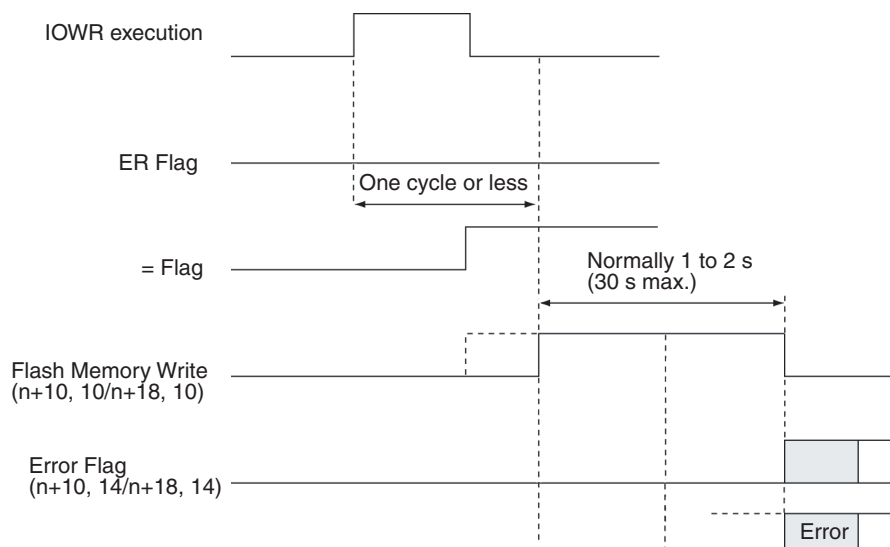 IOWR execution
ER Flag
One cycle or less
= Flag
Normally 1 to 2 s
(30 s max.)
Flash Memory Write
(n+10, 10/n+18, 10)
Error Flag
(n+10, 14/n+18, 14)
Error